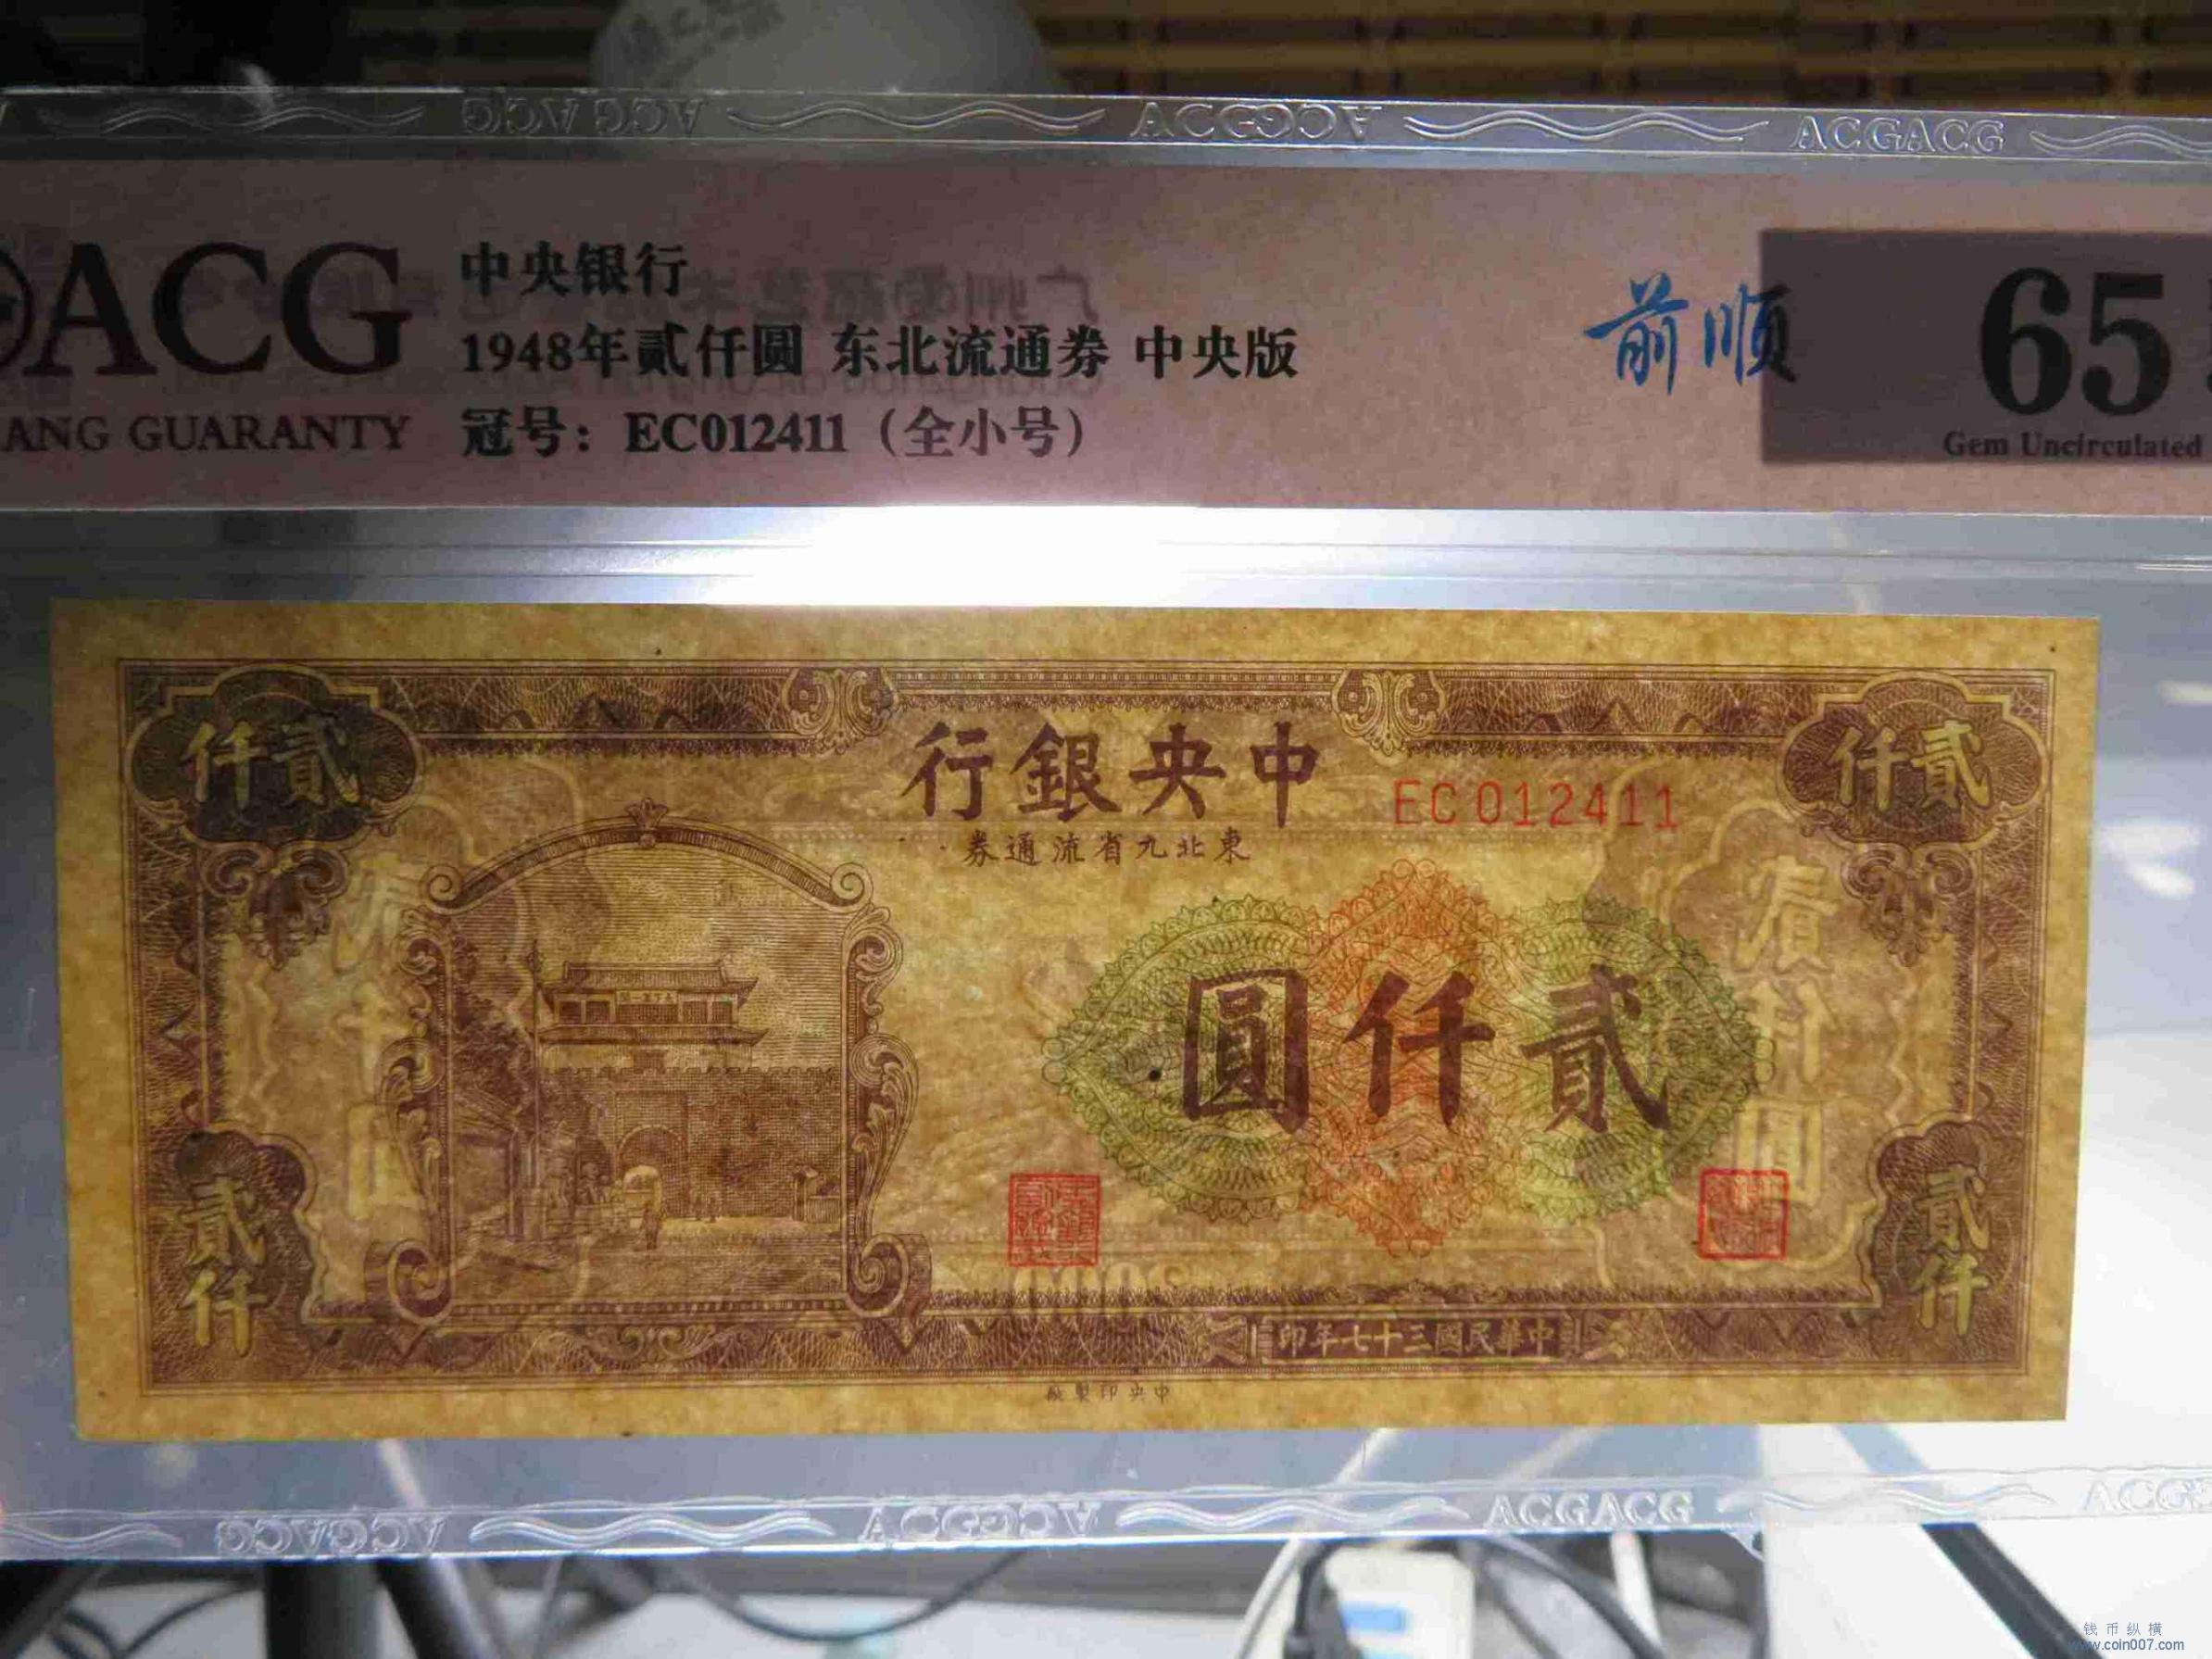 ACGACG
ACG
ANG GUARANTY
中央银行
1948年贰仟圆 东北流通券 中央版
冠号：EC012411（全小号）
前顺
65
Gem Uncirculated
仟貳
行銀央中
仟貳
EC012411
券通流省九北東
圓仟貳
貳仟
貳仟
印年七十三國民華中
廠製印央中
ACGACG
钱币纵横
www.coin007.com